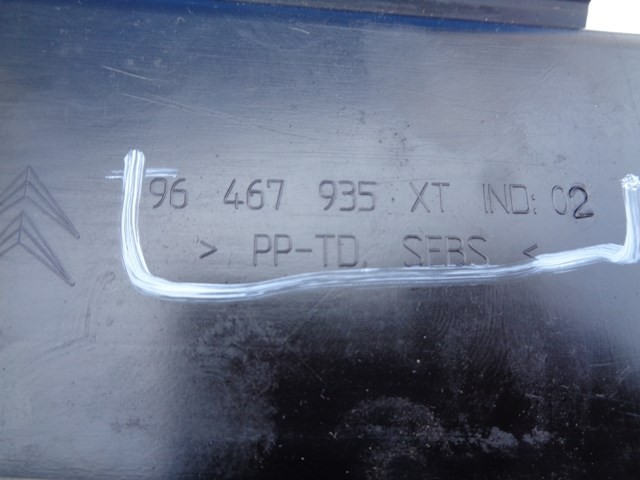 96 467 935 XT IND: 02
> PP-TD, SEBS <